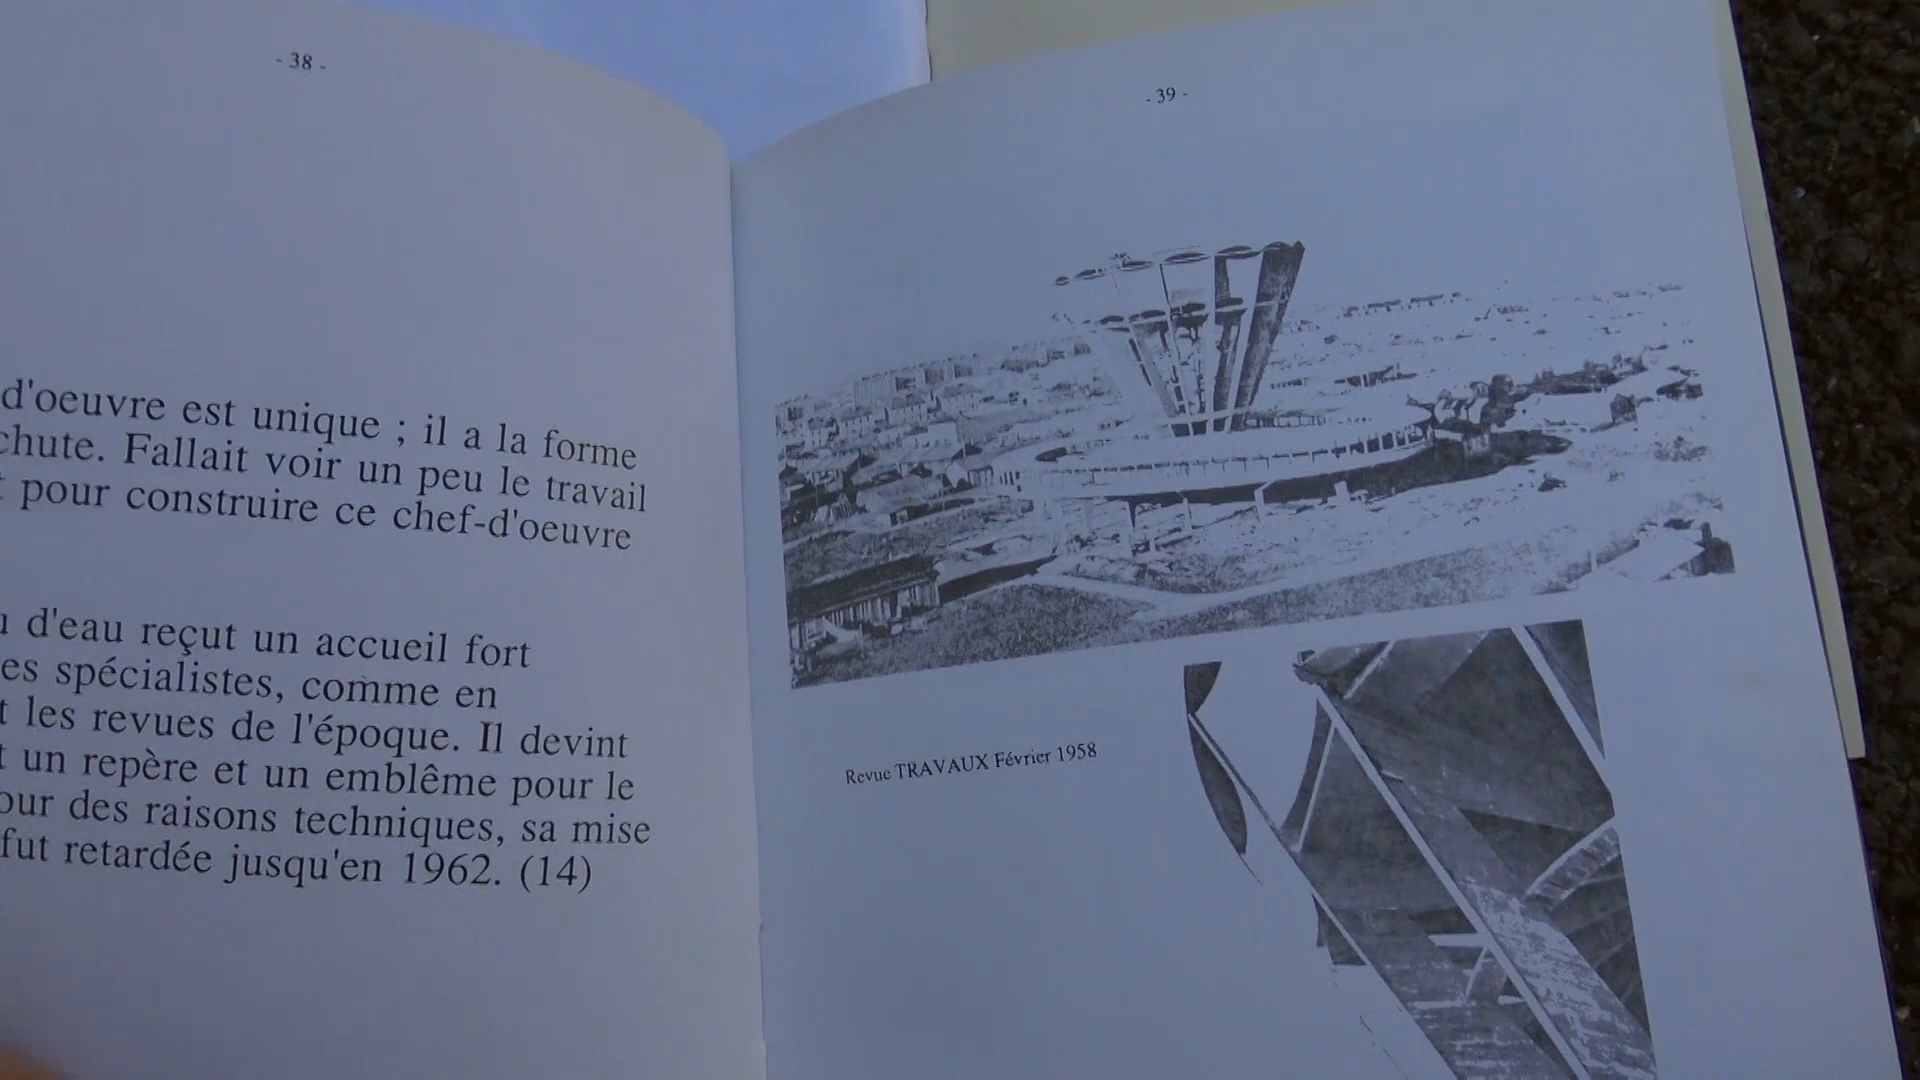 - 38 -
d'oeuvre est unique ; il a la forme
chute. Fallait voir un peu le travail
pour construire ce chef-d'oeuvre
d'eau reçut un accueil fort
es spécialistes, comme en
t les revues de l'époque. Il devint
t un repère et un emblême pour le
our des raisons techniques, sa mise
fut retardée jusqu'en 1962. (14)
- 39 -
Revue TRAVAUX Février 1958